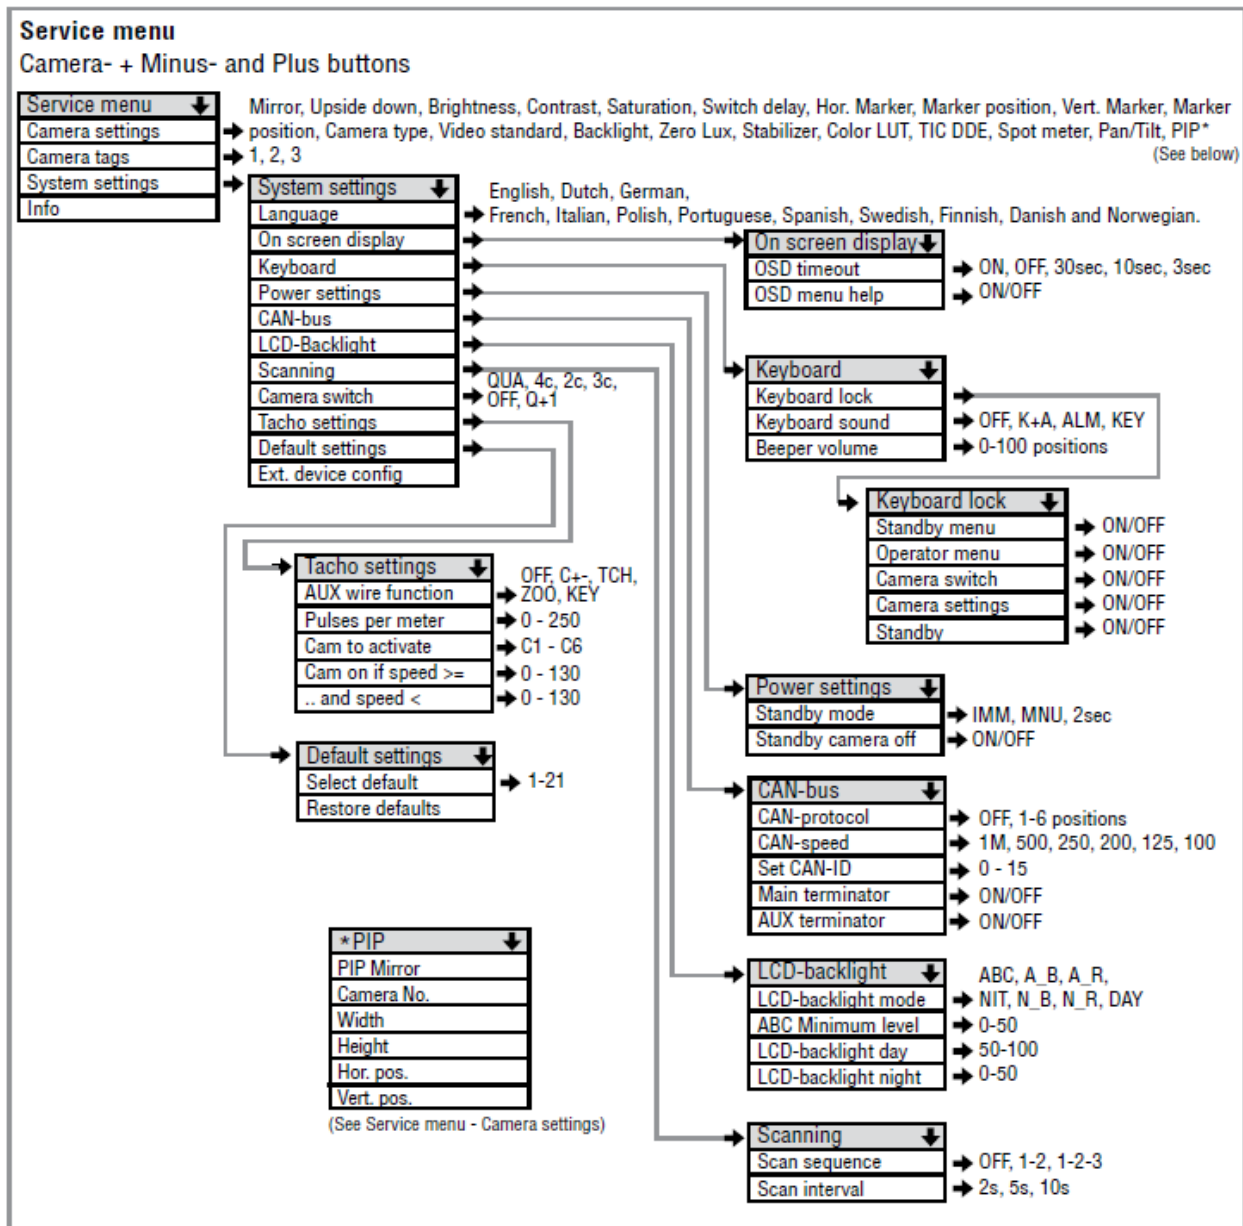 Service menu
Camera- + Minus- and Plus buttons
Service menu
Camera settings
Camera tags
System settings
Info
Mirror, Upside down, Brightness, Contrast, Saturation, Switch delay, Hor. Marker, Marker position, Vert. Marker, Marker
position, Camera type, Video standard, Backlight, Zero Lux, Stabilizer, Color LUT, TIC DDE, Spot meter, Pan/Tilt, PIP*
(See below)
1, 2, 3
System settings
Language
On screen display
Keyboard
Power settings
CAN-bus
LCD-Backlight
Scanning
Camera switch
Tacho settings
Default settings
Ext. device config
English, Dutch, German,
French, Italian, Polish, Portuguese, Spanish, Swedish, Finnish, Danish and Norwegian.
QUA, 4c, 2c, 3c,
OFF, Q+1
On screen display
OSD timeout
ON, OFF, 30sec, 10sec, 3sec
OSD menu help
ON/OFF
Keyboard
Keyboard lock
Keyboard sound
OFF, K+A, ALM, KEY
Beeper volume
0-100 positions
Keyboard lock
Standby menu
ON/OFF
Operator menu
ON/OFF
Camera switch
ON/OFF
Camera settings
ON/OFF
Standby
ON/OFF
Tacho settings
AUX wire function
OFF, C+-, TCH,
ZOO, KEY
Pulses per meter
0 - 250
Cam to activate
C1 - C6
Cam on if speed >=
0 - 130
.. and speed <
0 - 130
Default settings
Select default
1-21
Restore defaults
Power settings
Standby mode
IMM, MNU, 2sec
Standby camera off
ON/OFF
CAN-bus
CAN-protocol
OFF, 1-6 positions
CAN-speed
1M, 500, 250, 200, 125, 100
Set CAN-ID
0 - 15
Main terminator
ON/OFF
AUX terminator
ON/OFF
*PIP
PIP Mirror
Camera No.
Width
Height
Hor. pos.
Vert. pos.
(See Service menu - Camera settings)
LCD-backlight
LCD-backlight mode
ABC, A_B, A_R,
NIT, N_B, N_R, DAY
ABC Minimum level
0-50
LCD-backlight day
50-100
LCD-backlight night
0-50
Scanning
Scan sequence
OFF, 1-2, 1-2-3
Scan interval
2s, 5s, 10s